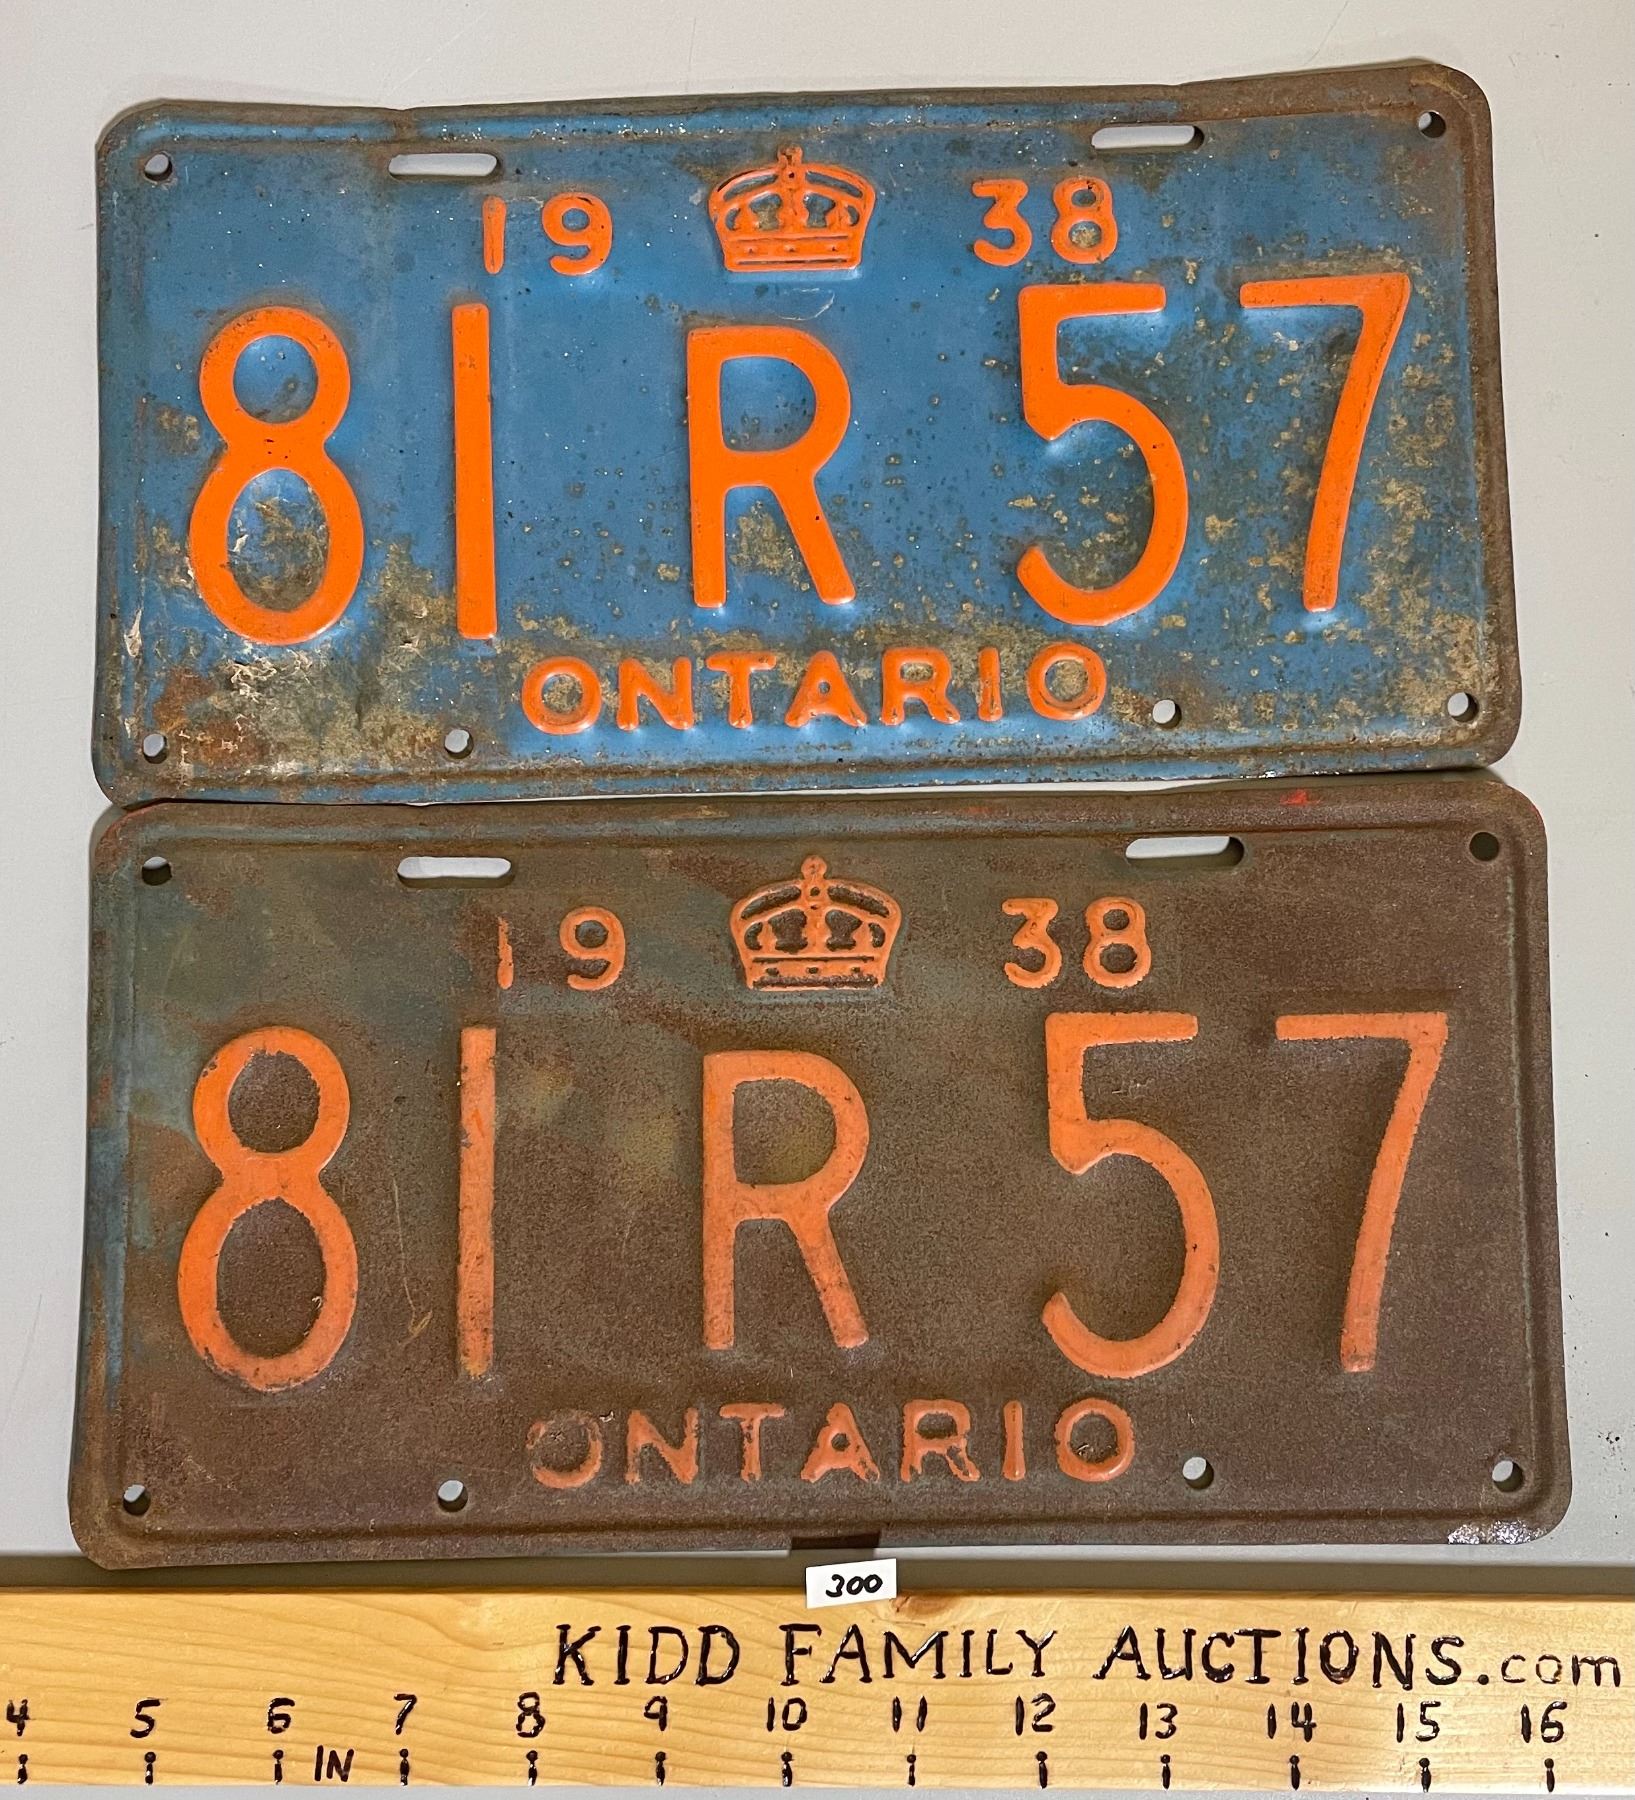 19 38
81 R 57
ONTARIO
19 38
81 R 57
ONTARIO
300
KIDD FAMILY AUCTIONS.com
4 5 6 7 8 9 10 11 12 13 14 15 16
IN